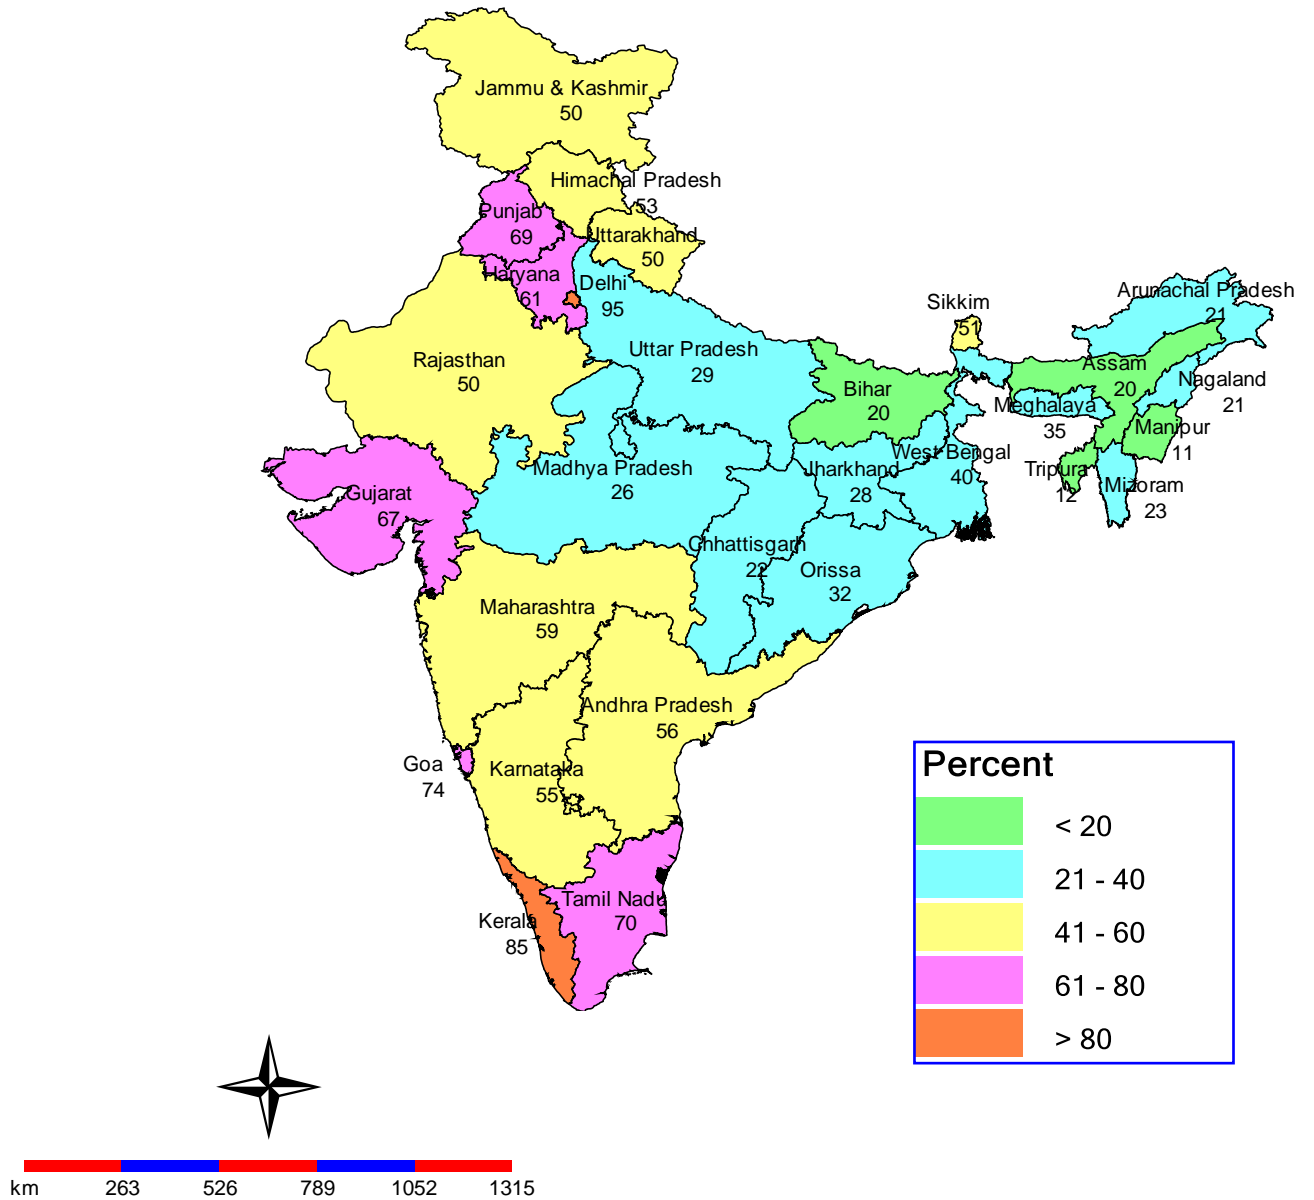 Jammu & Kashmir
50
Himachal Pradesh
53
Punjab
69
Uttarakhand
50
Haryana
61
Delhi
95
Arunachal Pradesh
21
Sikkim
51
Rajasthan
50
Uttar Pradesh
29
Bihar
20
Assam
20
Nagaland
21
Meghalaya
35
Manipur
11
Tripura
12
Mizoram
23
West Bengal
40
Jharkhand
28
Madhya Pradesh
26
Gujarat
67
Chhattisgarh
22
Orissa
32
Maharashtra
59
Andhra Pradesh
56
Goa
74
Karnataka
55
Tamil Nadu
70
Kerala
85
Percent
< 20
21 - 40
41 - 60
61 - 80
> 80
km 263 526 789 1052 1315